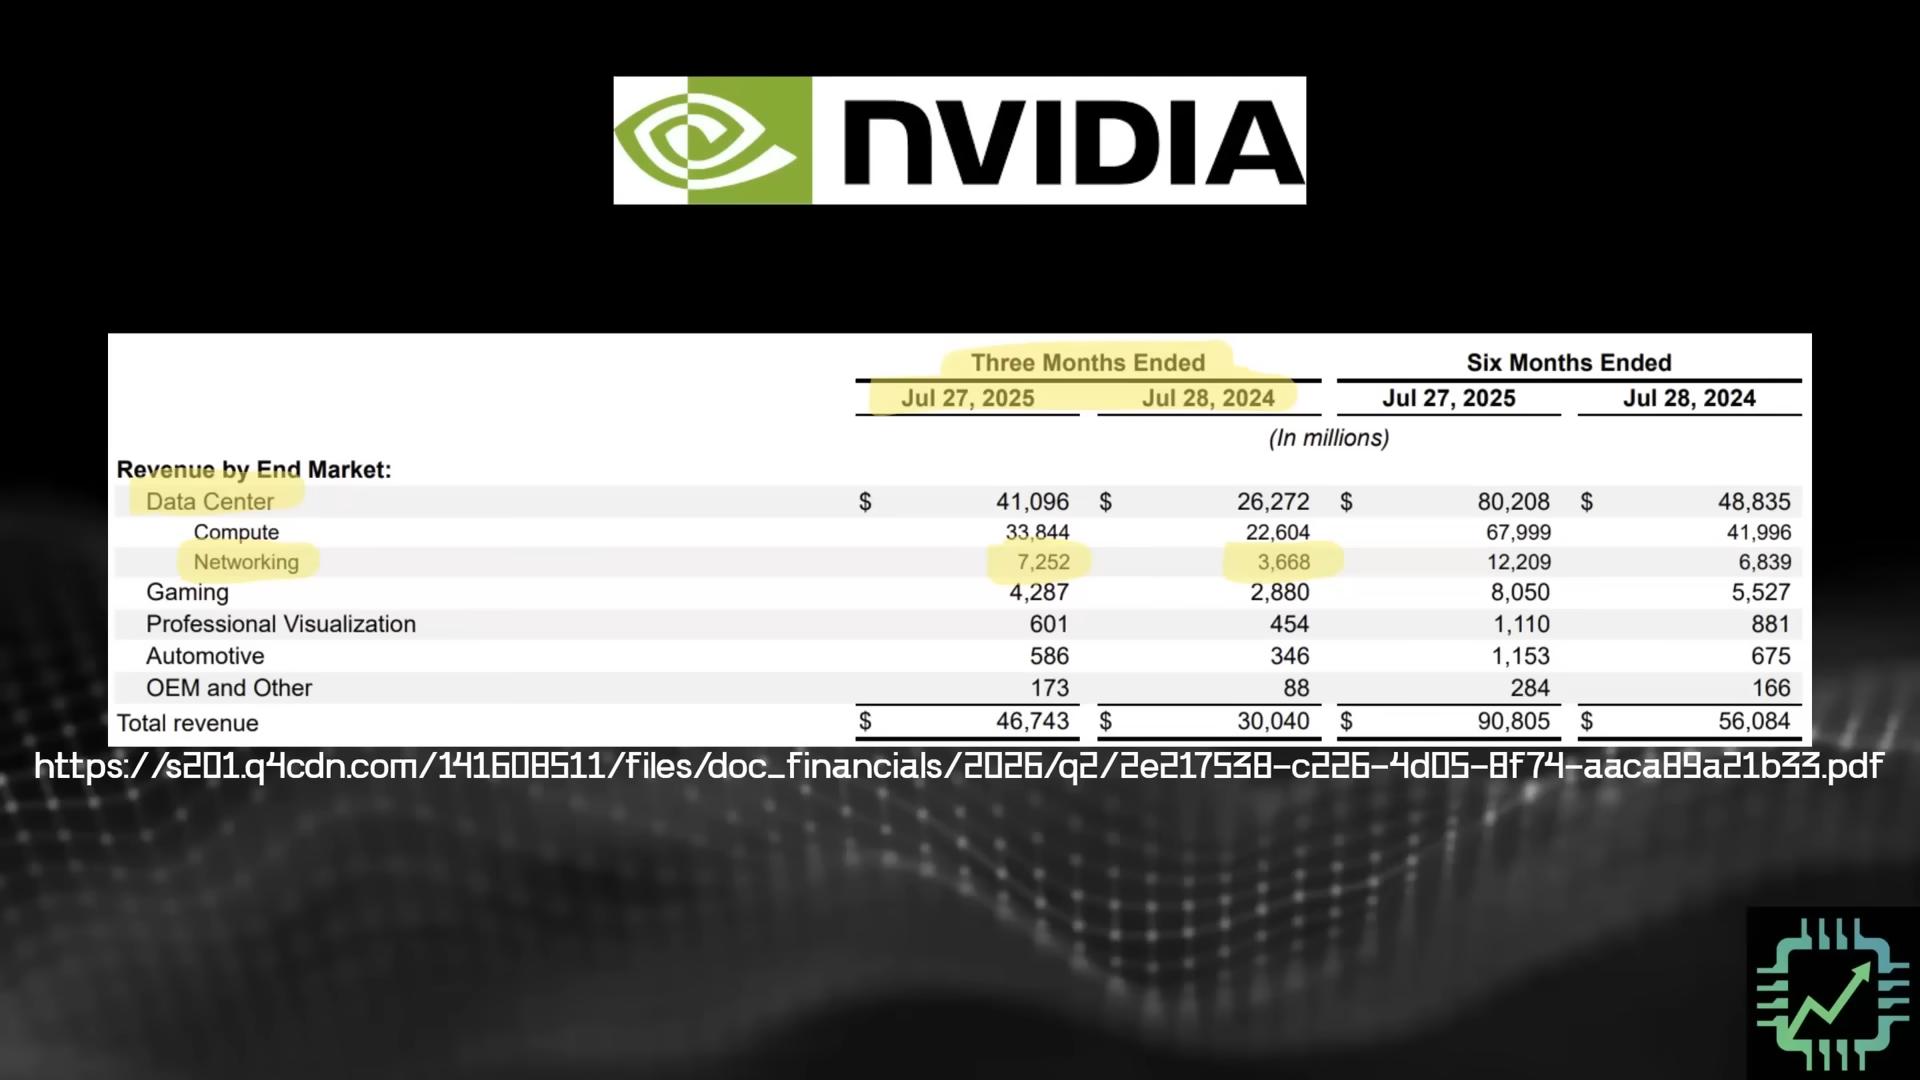 NVIDIA
Three Months Ended Six Months Ended
Jul 27, 2025 Jul 28, 2024 Jul 27, 2025 Jul 28, 2024
(In millions)
Revenue by End Market:
Data Center $ 41,096 $ 26,272 $ 80,208 $ 48,835
Compute 33,844 22,604 67,999 41,996
Networking 7,252 3,668 12,209 6,839
Gaming 4,287 2,880 8,050 5,527
Professional Visualization 601 454 1,110 881
Automotive 586 346 1,153 675
OEM and Other 173 88 284 166
Total revenue $ 46,743 $ 30,040 $ 90,805 $ 56,084
https://s201.q4cdn.com/141608511/files/doc_financials/2026/q2/2e217538-c226-4d05-8f74-aaca89a21b33.pdf